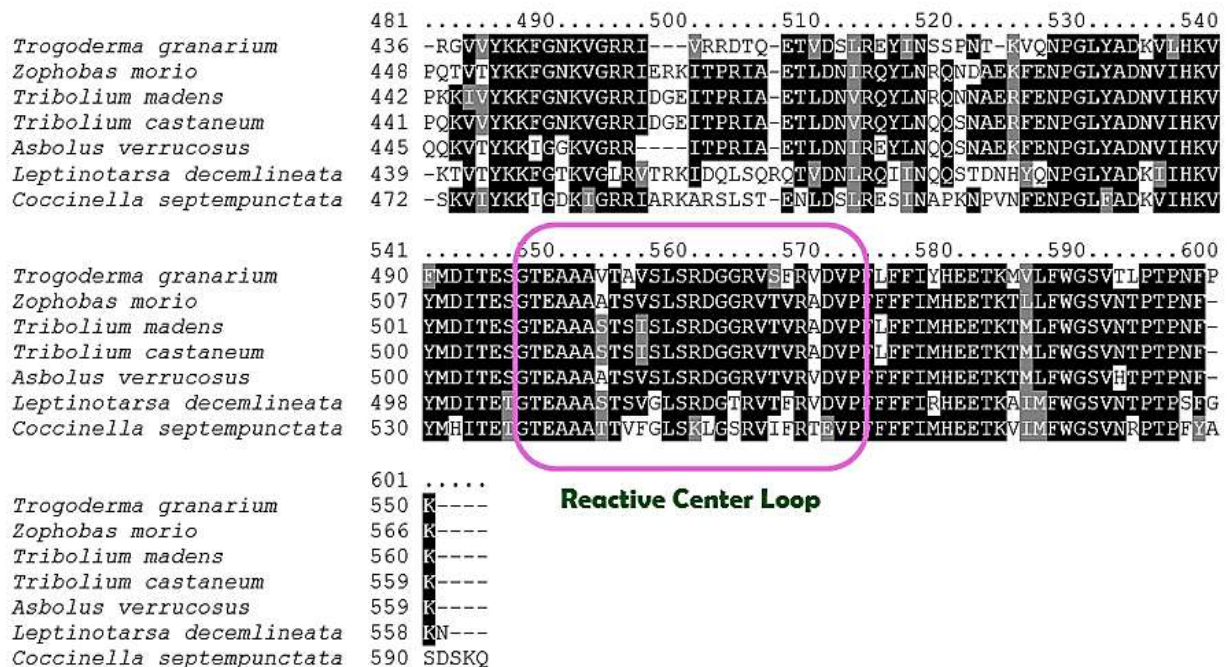 481 ........490.......500.......510.......520.......530.......540
Trogoderma granarium 436 -RGVVYKKFGNKVGRRI---VRRDTQ-ETVDSLREYINSSPNT-KVQNPGLYADKVLHKV
Zophobas morio 448 PQTVTYKKFGNKVGRRIERKITPRIA-ETLDNIRQYLNRQNDAEKFENPGLYADNVIHKV
Tribolium madens 442 PKKIVYKKFGNKVGRRIDGEITPRIA-ETLDNVRQYLNRQNNAERFENPGLYADNVIHKV
Tribolium castaneum 441 PQKVVYKKFGNKVGRRIDGEITPRIA-ETLDNVRQYLNQQSNAERFENPGLYADNVIHKV
Asbolus verrucosus 445 QQKVTYKKIGGKVGRR----ITPRIA-ETLDNIREYLNQQSNAEKFENPGLYADNVIHKV
Leptinotarsa decemlineata 439 -KTVTYKKFGTKVGLRVTRKIDQLSQRQTVDNLRQIINQQSTDNHYQNPGLYADKIIHKV
Coccinella septempunctata 472 -SKVIYKKIGDKIGRRIARKARSLST-ENLDSLRESINAPKNPVNFENPGLFADKVIHKV
541 ........550.......560.......570.......580.......590.......600
Trogoderma granarium 490 FMDITESGTEAAAVTAVSLSRDGGRVSFRVDVPFLFFIYHEETKMVLFWGSVTLPTPNFP
Zophobas morio 507 YMDITESGTEAAAATSVSLSRDGGRVTVRADVPFFFFIMHEETKTLLFWGSVNTPTPNF-
Tribolium madens 501 YMDITESGTEAAASTSISLSRDGGRVTVRADVPFLFFIMHEETKTMLFWGSVNTPTPNF-
Tribolium castaneum 500 YMDITESGTEAAASTSISLSRDGGRVTVRADVPFLFFIMHEETKTMLFWGSVNTPTPNF-
Asbolus verrucosus 500 YMDITESGTEAAAATSVSLSRDGGRVTVRVDVPFFFFIMHEETKTMLFWGSVHTPTPNF-
Leptinotarsa decemlineata 498 YMDITETGTEAAASTSVGLSRDGTRVTFRVDVPFFFFIRHEETKAIMFWGSVNTPTPSFG
Coccinella septempunctata 530 YMHITETGTEAAATTVFGLSKLGSRVIFRTEVPFFFFIMHEETKVIMFWGSVNRPTPFYA
601 .....
Trogoderma granarium 550 K----
Zophobas morio 566 K----
Tribolium madens 560 K----
Tribolium castaneum 559 K----
Asbolus verrucosus 559 K----
Leptinotarsa decemlineata 558 KN---
Coccinella septempunctata 590 SDSKQ
Reactive Center Loop